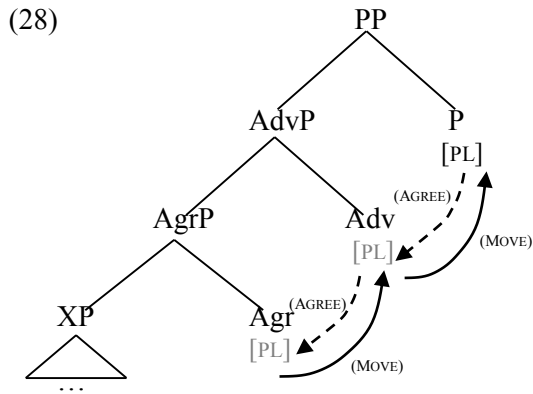 (28)
PP
AdvP P
[PL]
(AGREE)
AgrP Adv
(MOVE)
[PL]
(AGREE)
XP Agr
[PL]
(MOVE)
...